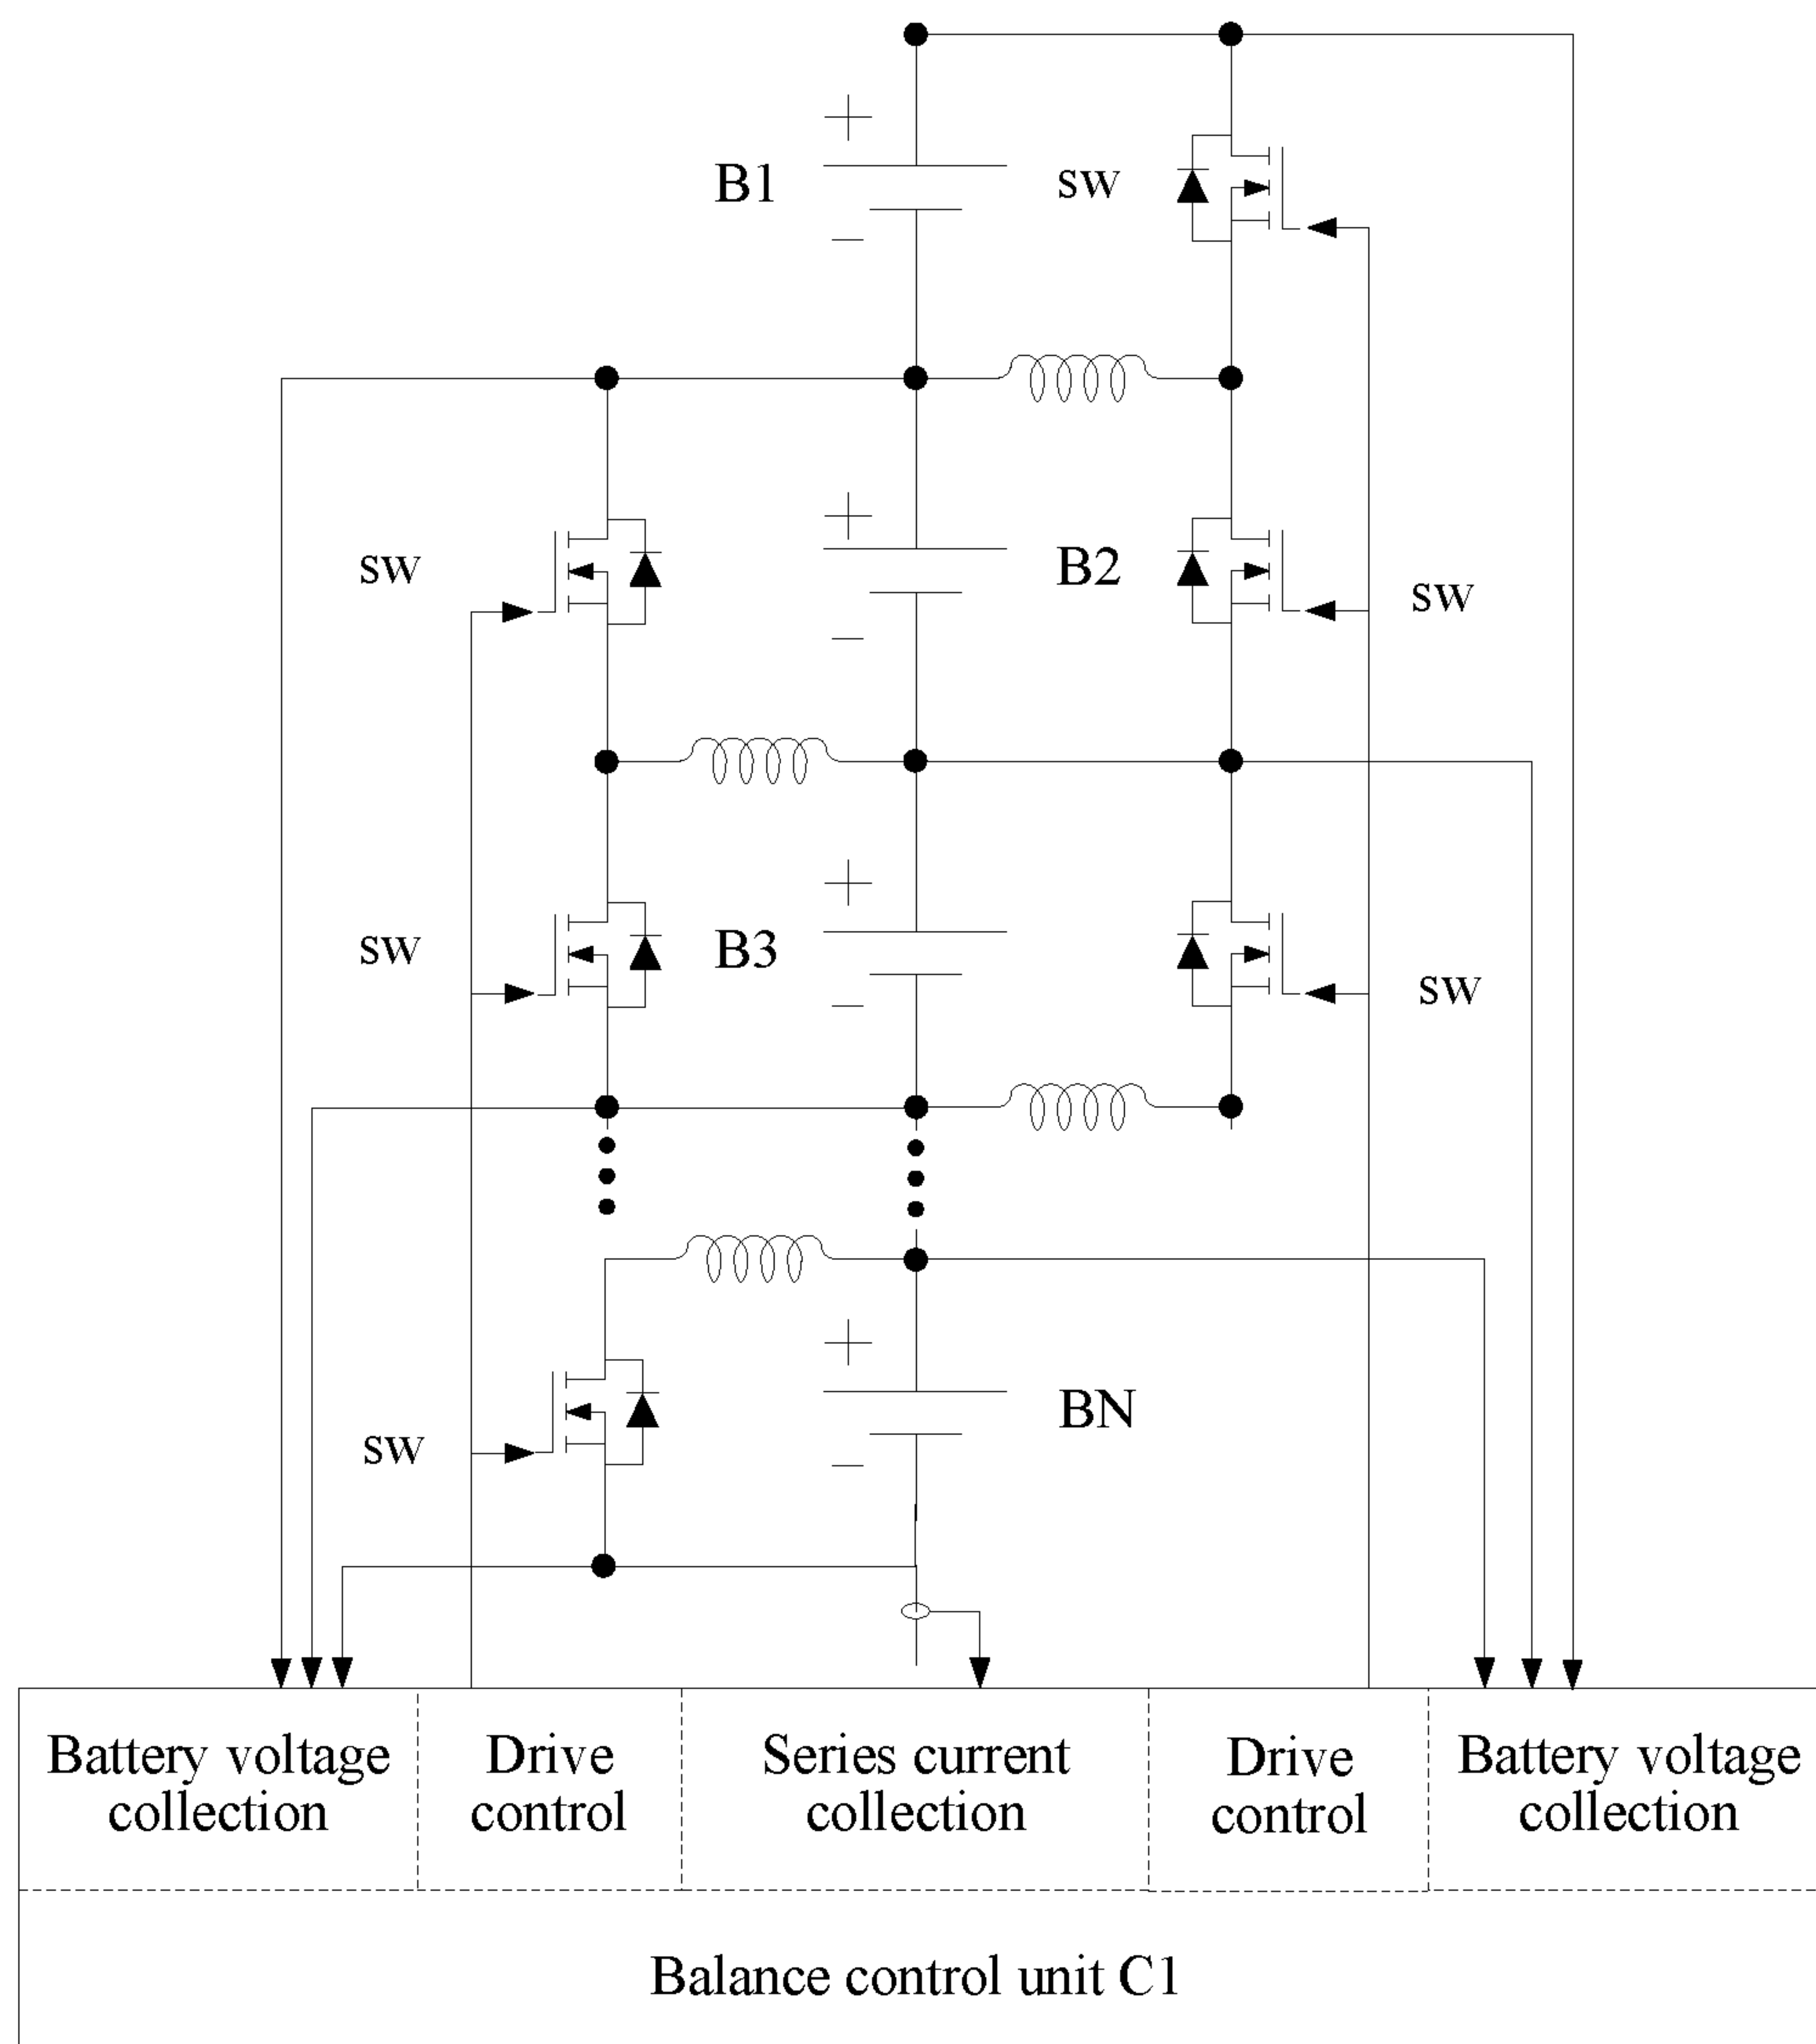 B1
sw
sw
B2
sw
sw
B3
sw
sw
BN
Battery voltage
collection
Drive
control
Series current
collection
Drive
control
Battery voltage
collection
Balance control unit C1